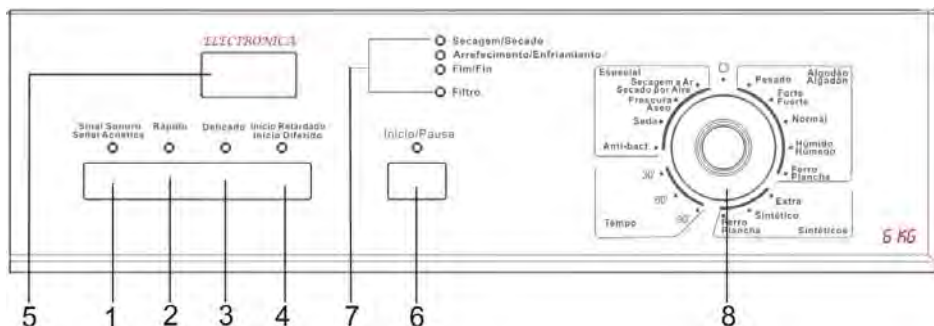 ELECTRONICA
Secagem/Secado
Arrefecimento/Enfriamiento
Fim/Fin
Filtro
Sinal Sonoro
Señal Acústica
Rápido
Delicado
Início Retardado
Inicio Diferido
Início/Pausa
Especial
Secagem a Ar
Secado por Aire
Frescura
Aseo
Seda
Anti-bact.
30'
60'
90'
Tempo
Algodão
Algodón
Pesado
Forte
Fuerte
Normal
Húmido
Húmedo
Ferro
Plancha
Extra
Sintético
Ferro
Plancha
Sintéticos
6 KG
5
1
2
3
4
7
6
8